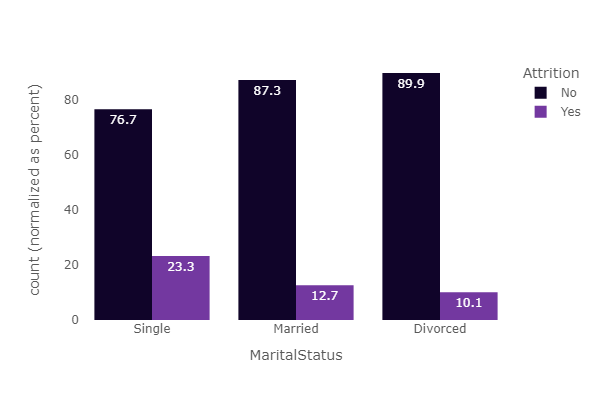 count (normalized as percent)
80
60
40
20
0
76.7
23.3
87.3
12.7
89.9
10.1
Single
Married
Divorced
MaritalStatus
Attrition
No
Yes